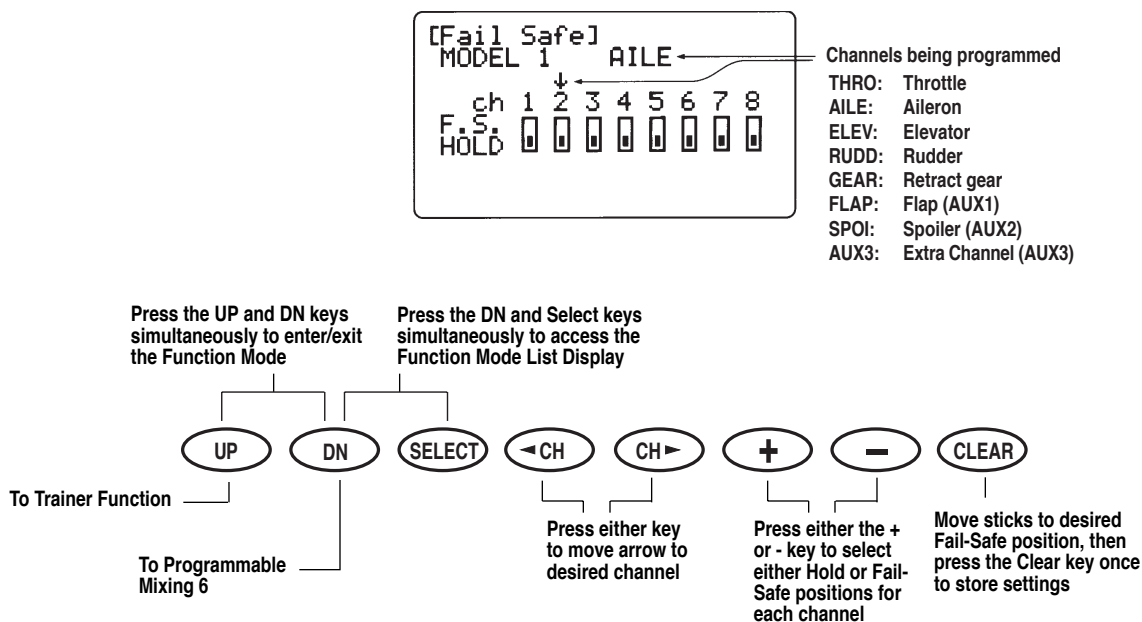 [Fail Safe]
MODEL 1 AILE
ch 1 2 3 4 5 6 7 8
F.S.
HOLD
Channels being programmed
THRO: Throttle
AILE: Aileron
ELEV: Elevator
RUDD: Rudder
GEAR: Retract gear
FLAP: Flap (AUX1)
SPOI: Spoiler (AUX2)
AUX3: Extra Channel (AUX3)
Press the UP and DN keys
simultaneously to enter/exit
the Function Mode
Press the DN and Select keys
simultaneously to access the
Function Mode List Display
UP DN SELECT ◄CH CH► + − CLEAR
To Trainer Function
To Programmable
Mixing 6
Press either key
to move arrow to
desired channel
Press either the +
or - key to select
either Hold or Fail-
Safe positions for
each channel
Move sticks to desired
Fail-Safe position, then
press the Clear key once
to store settings